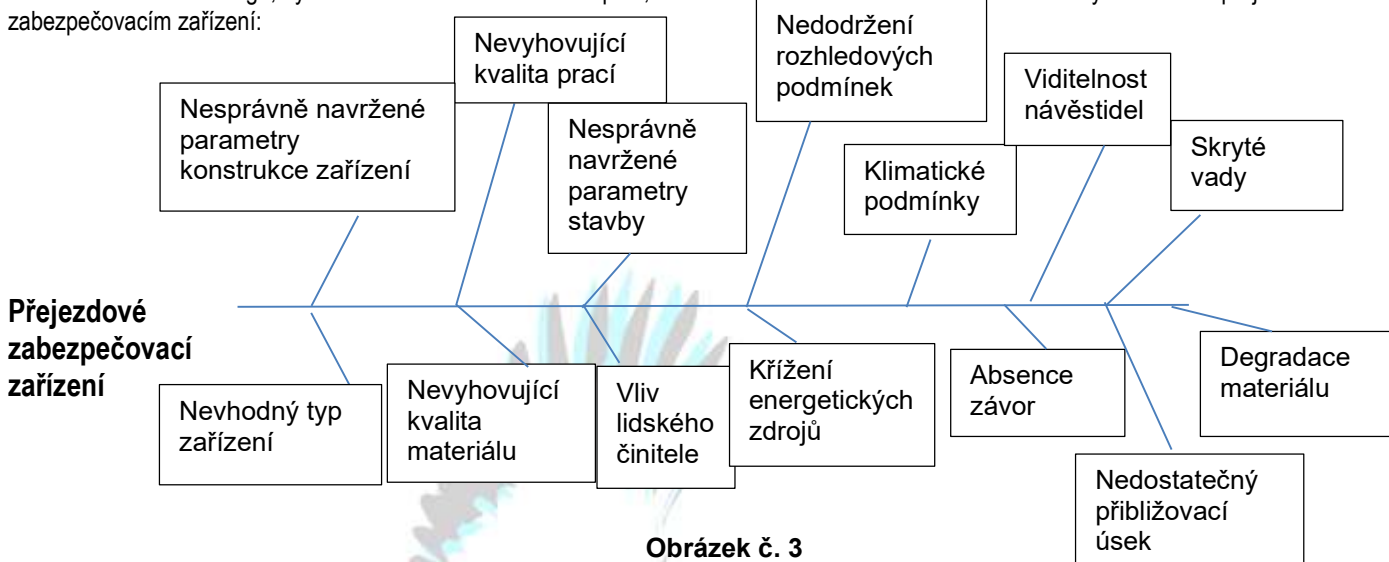 zabezpečovacím zařízení:
Nevyhovující
kvalita prací
Nedodržení
rozhledových
podmínek
Viditelnost
návěstidel
Nesprávně navržené
parametry
konstrukce zařízení
Nesprávně
navržené
parametry
stavby
Klimatické
podmínky
Skryté
vady
Přejezdové
zabezpečovací
zařízení
Nevhodný typ
zařízení
Nevyhovující
kvalita
materiálu
Vliv
lidského
činitele
Křížení
energetických
zdrojů
Absence
závor
Degradace
materiálu
Nedostatečný
přibližovací
úsek
Obrázek č. 3